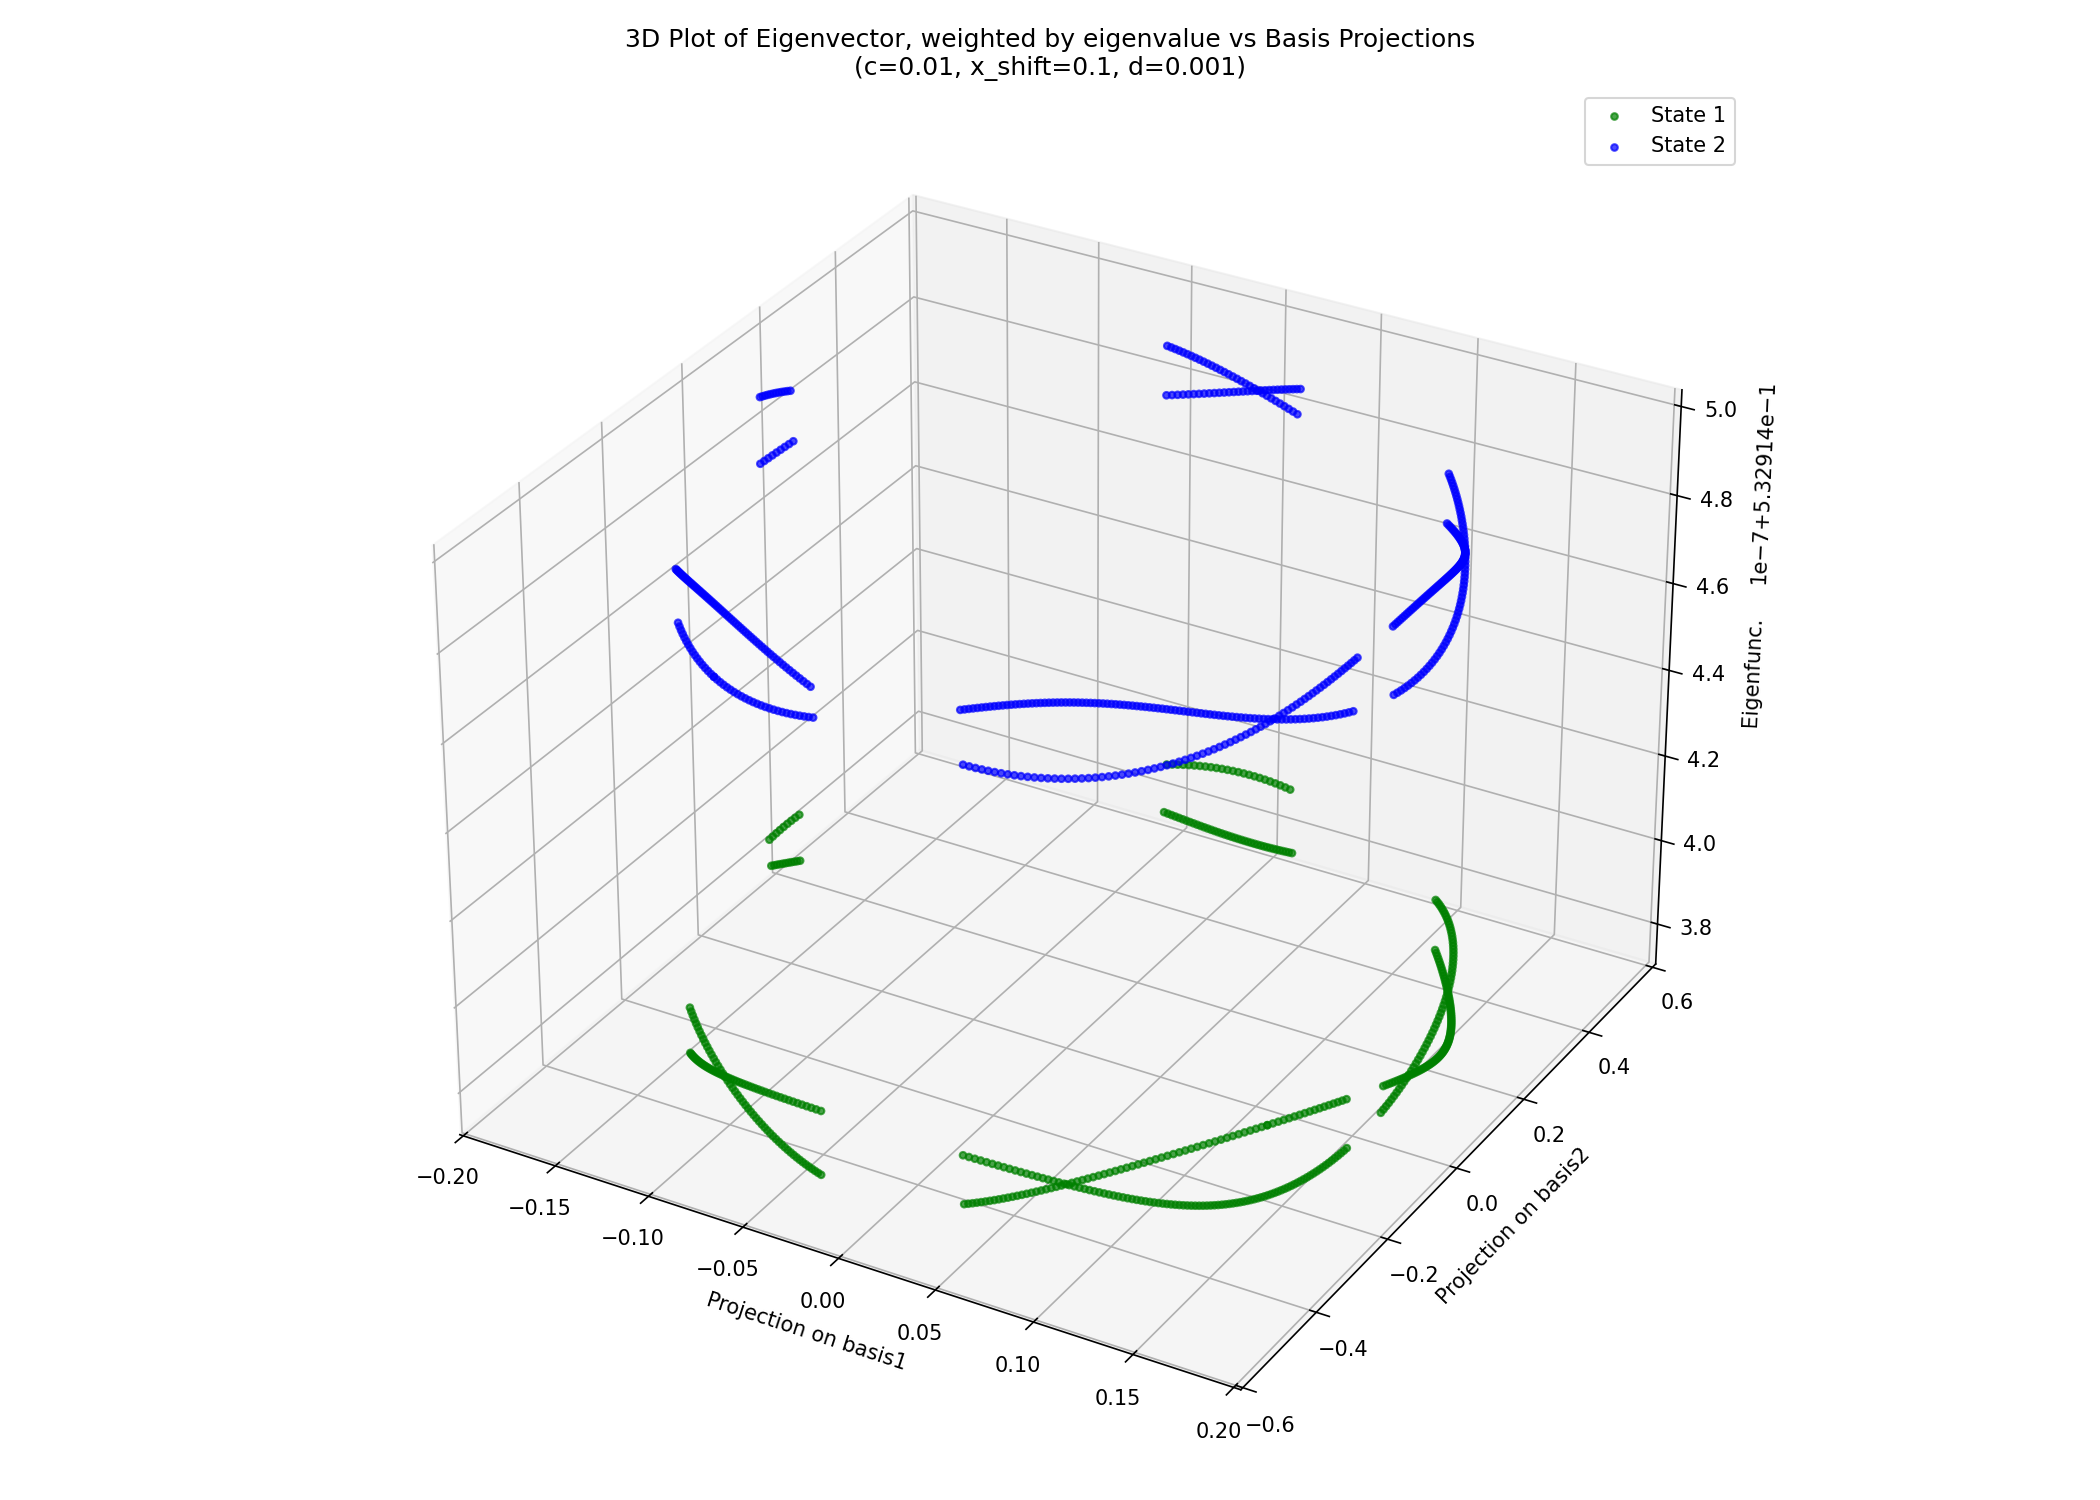 3D Plot of Eigenvector, weighted by eigenvalue vs Basis Projections
(c=0.01, x_shift=0.1, d=0.001)
State 1
State 2
5.0
4.8
4.6
4.4
4.2
4.0
3.8
1e−7+5.32914e−1
Eigenfunc.
0.6
0.4
0.2
0.0
−0.2
−0.4
−0.6
Projection on basis2
−0.20
−0.15
−0.10
−0.05
0.00
0.05
0.10
0.15
0.20
Projection on basis1